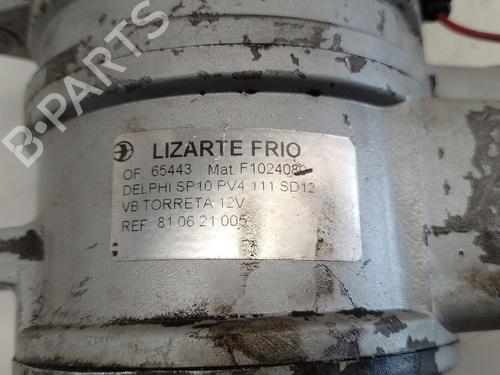 B-PARTS
LIZARTE FRIO
OF. 65443 Mat. F1024080
DELPHI SP10 PV4 111 SD12
VB TORRETA 12V
REF. 81.06.21.005